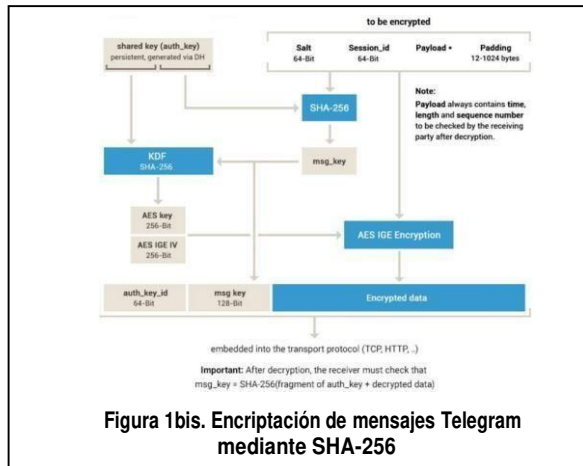 to be encrypted
shared key (auth_key)
persistent, generated via DH
Salt
64-Bit
Session_id
64-Bit
Payload •
Padding
12-1024 bytes
SHA-256
Note:
Payload always contains time,
length and sequence number
to be checked by the receiving
party after decryption.
KDF
SHA-256
msg_key
AES key
256-Bit
AES IGE IV
256-Bit
AES IGE Encryption
auth_key_id
64-Bit
msg key
128-Bit
Encrypted data
embedded into the transport protocol (TCP, HTTP, ..)
Important: After decryption, the receiver must check that
msg_key = SHA-256(fragment of auth_key + decrypted data)
Figura 1bis. Encriptación de mensajes Telegram
mediante SHA-256